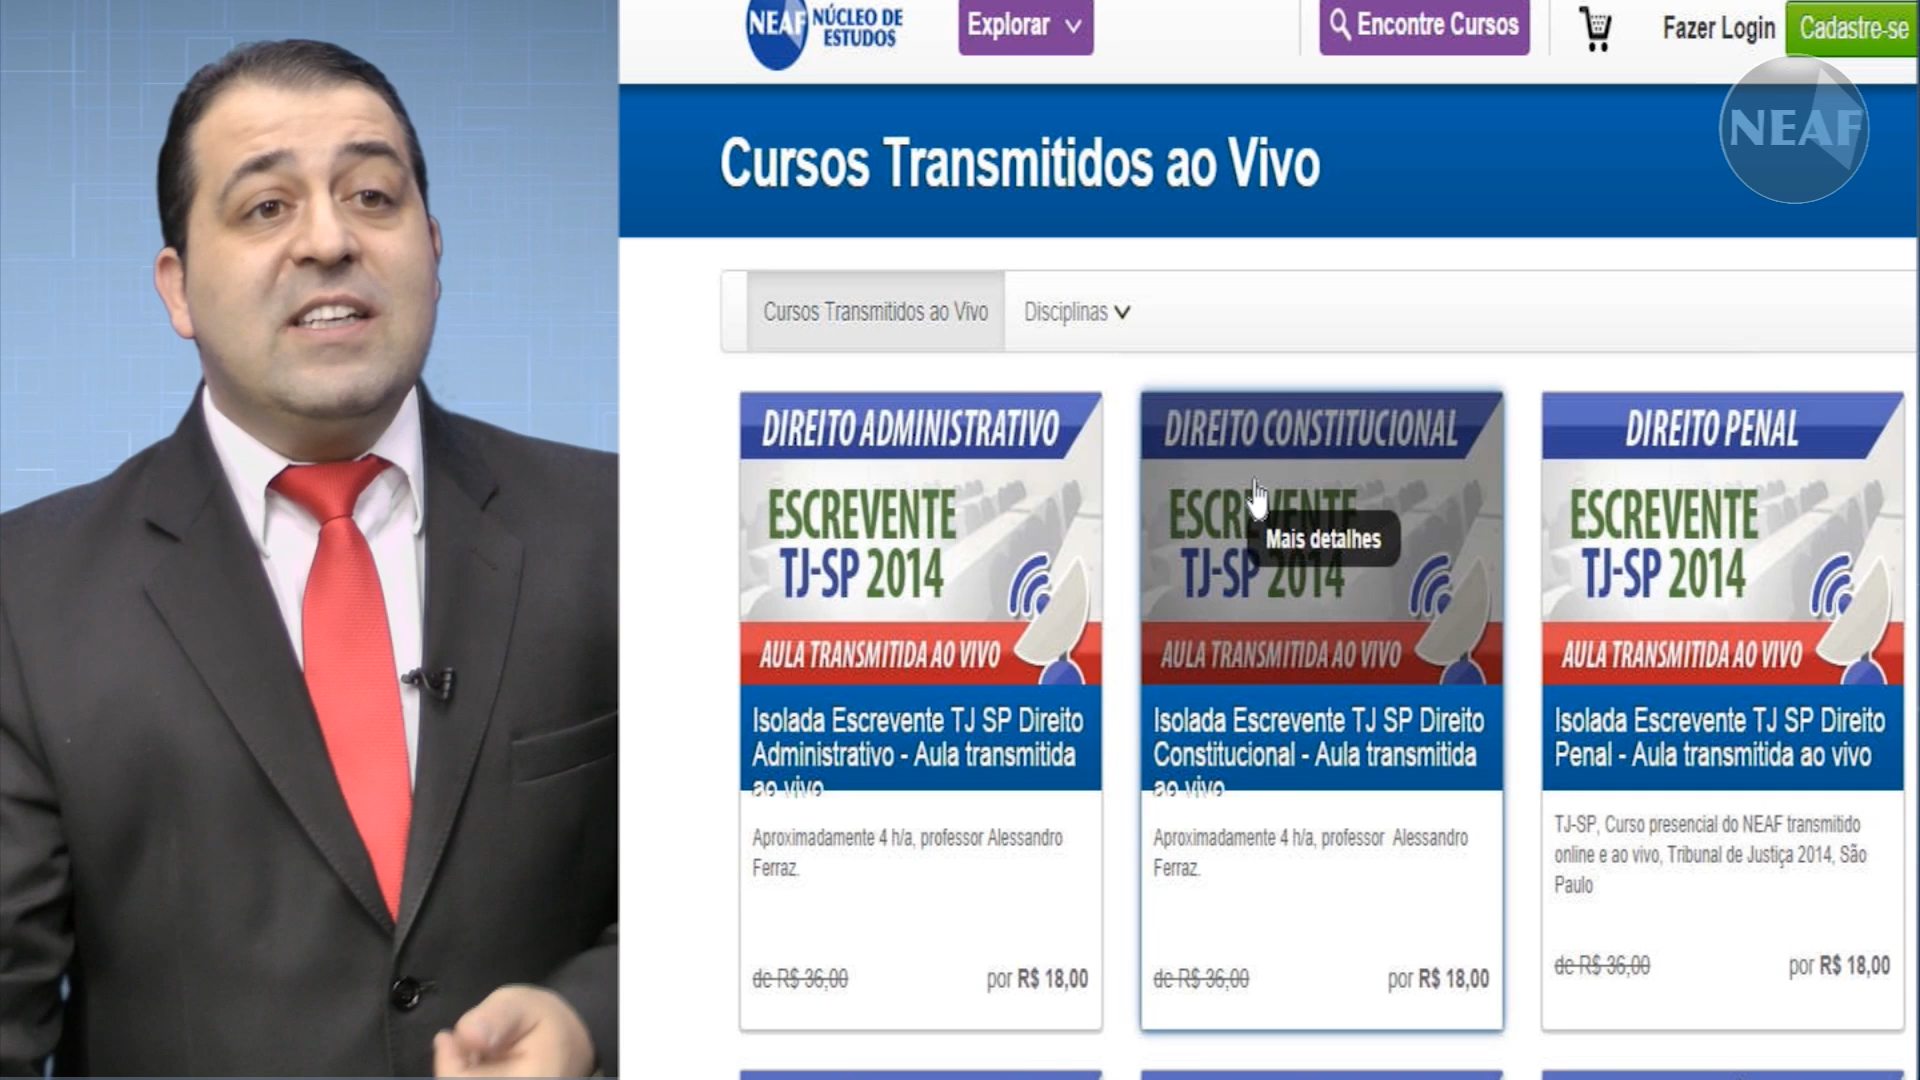 NEAF NÚCLEO DE
ESTUDOS
Explorar
Encontre Cursos
Fazer Login
Cadastre-se
NEAF
Cursos Transmitidos ao Vivo
Cursos Transmitidos ao Vivo
Disciplinas
DIREITO ADMINISTRATIVO
ESCREVENTE
TJ-SP 2014
AULA TRANSMITIDA AO VIVO
Isolada Escrevente TJ SP Direito
Administrativo - Aula transmitida
ao vivo
Aproximadamente 4 h/a, professor Alessandro
Ferraz.
de R$ 36,00
por R$ 18,00
DIREITO CONSTITUCIONAL
ESCREVENTE
Mais detalhes
TJ-SP 2014
AULA TRANSMITIDA AO VIVO
Isolada Escrevente TJ SP Direito
Constitucional - Aula transmitida
ao vivo
Aproximadamente 4 h/a, professor Alessandro
Ferraz.
de R$ 36,00
por R$ 18,00
DIREITO PENAL
ESCREVENTE
TJ-SP 2014
AULA TRANSMITIDA AO VIVO
Isolada Escrevente TJ SP Direito
Penal - Aula transmitida ao vivo
TJ-SP, Curso presencial do NEAF transmitido
online e ao vivo, Tribunal de Justiça 2014, São
Paulo
de R$ 36,00
por R$ 18,00